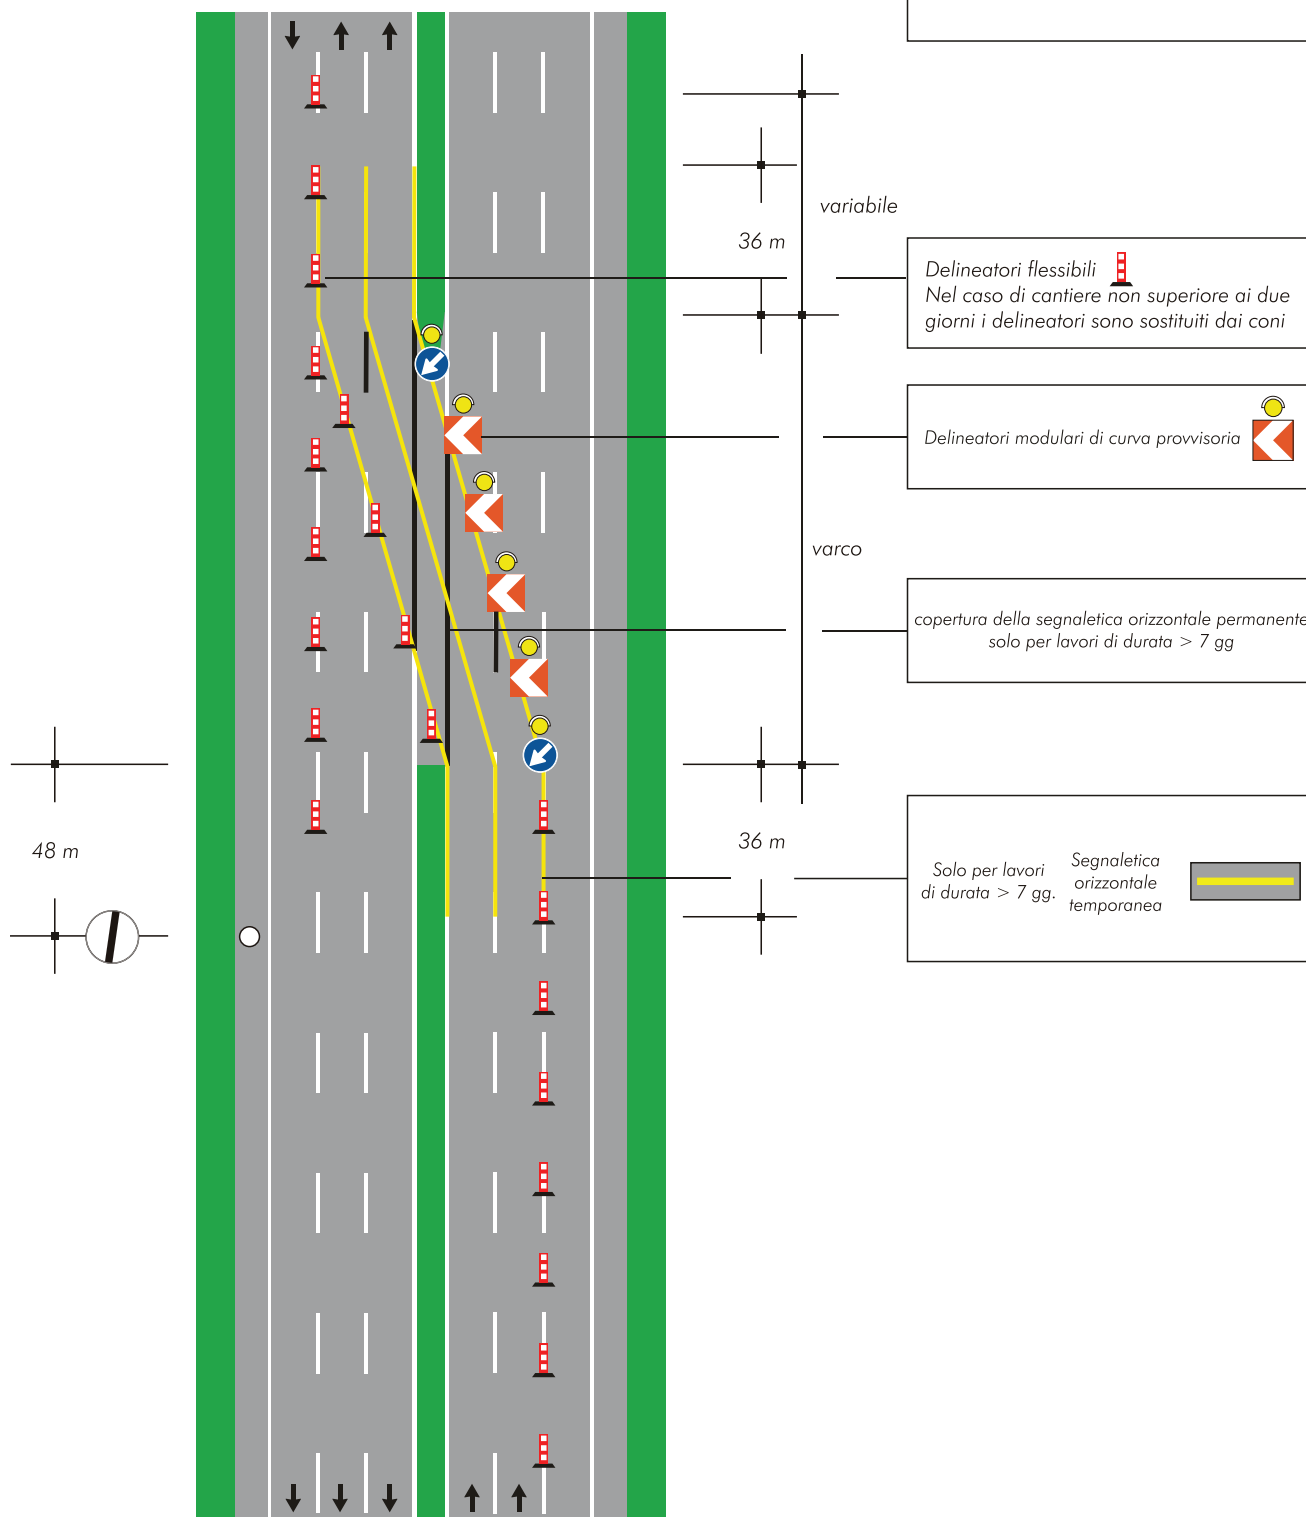 variabile
36 m
Delineatori flessibili
Nel caso di cantiere non superiore ai due
giorni i delineatori sono sostituiti dai coni
Delineatori modulari di curva provvisoria
varco
copertura della segnaletica orizzontale permanente
solo per lavori di durata > 7 gg
48 m
36 m
Solo per lavori
di durata > 7 gg.
Segnaletica
orizzontale
temporanea